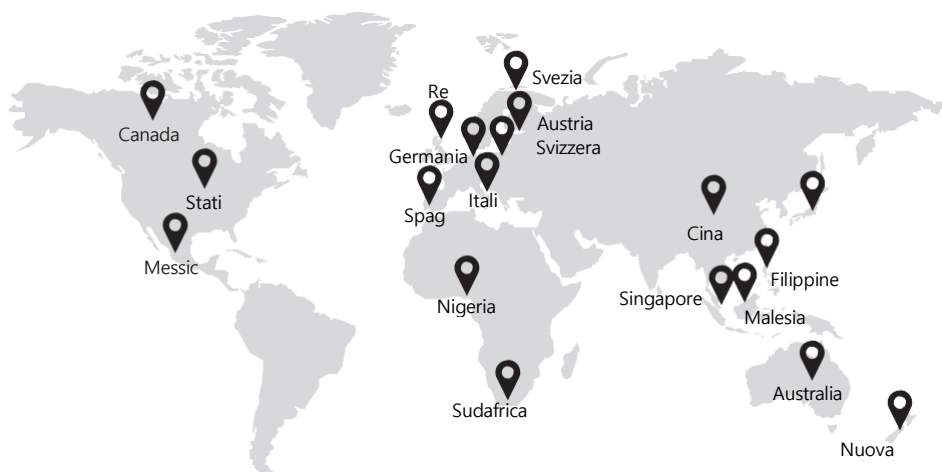 Svezia
Re
Canada
Austria
Germania
Svizzera
Stati
Itali
Spag
Cina
Messic
Filippine
Nigeria
Singapore
Malesia
Australia
Sudafrica
Nuova